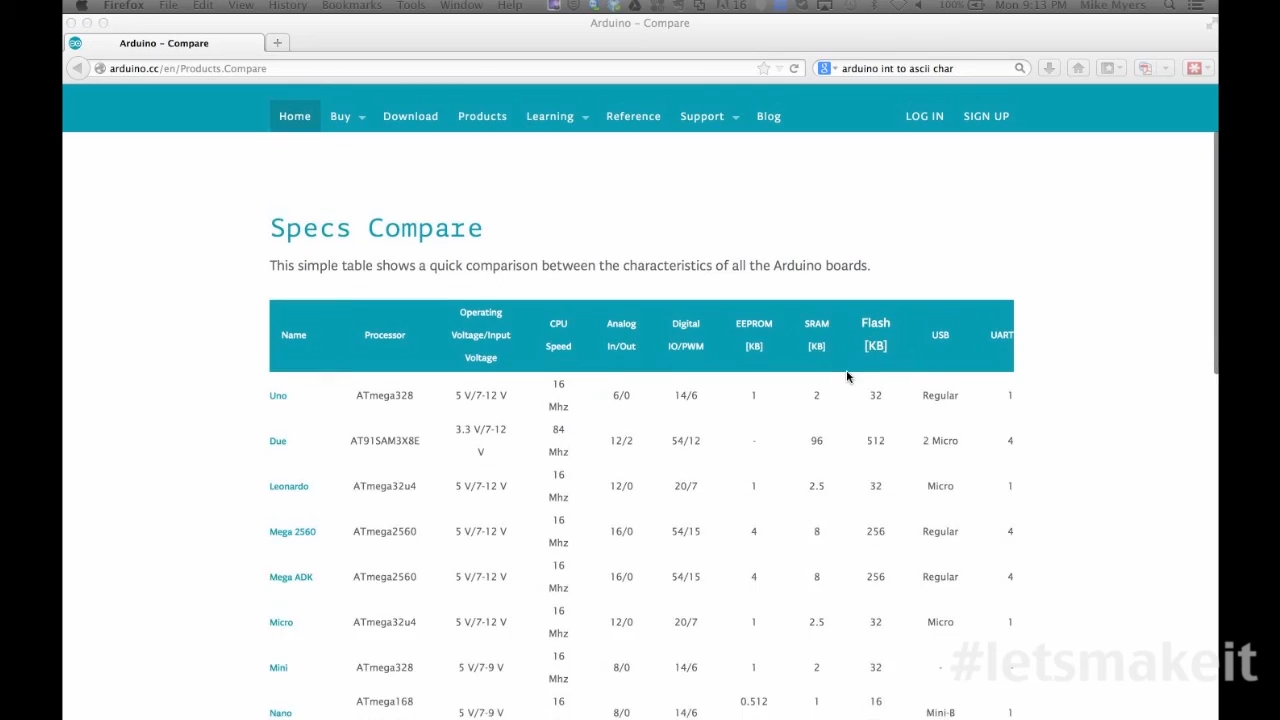 Firefox File Edit View History Bookmarks Tools Window Help 16 100% Mon 9:13 PM Mike Myers
Arduino - Compare
Arduino - Compare
arduino.cc/en/Products.Compare arduino int to ascii char
Home Buy Download Products Learning Reference Support Blog LOG IN SIGN UP
Specs Compare
This simple table shows a quick comparison between the characteristics of all the Arduino boards.
Name Processor Operating Voltage/Input Voltage CPU Speed Analog In/Out Digital IO/PWM EEPROM [KB] SRAM [KB] Flash [KB] USB UART
Uno ATmega328 5 V/7-12 V 16 Mhz 6/0 14/6 1 2 32 Regular 1
Due AT91SAM3X8E 3.3 V/7-12 V 84 Mhz 12/2 54/12 - 96 512 2 Micro 4
Leonardo ATmega32u4 5 V/7-12 V 16 Mhz 12/0 20/7 1 2.5 32 Micro 1
Mega 2560 ATmega2560 5 V/7-12 V 16 Mhz 16/0 54/15 4 8 256 Regular 4
Mega ADK ATmega2560 5 V/7-12 V 16 Mhz 16/0 54/15 4 8 256 Regular 4
Micro ATmega32u4 5 V/7-12 V 16 Mhz 12/0 20/7 1 2.5 32 Micro 1
Mini ATmega328 5 V/7-9 V 16 Mhz 8/0 14/6 1 2 32 - -
Nano ATmega168 5 V/7-9 V 16 8/0 14/6 0.512 1 16 Mini-B 1
#letsmakeit